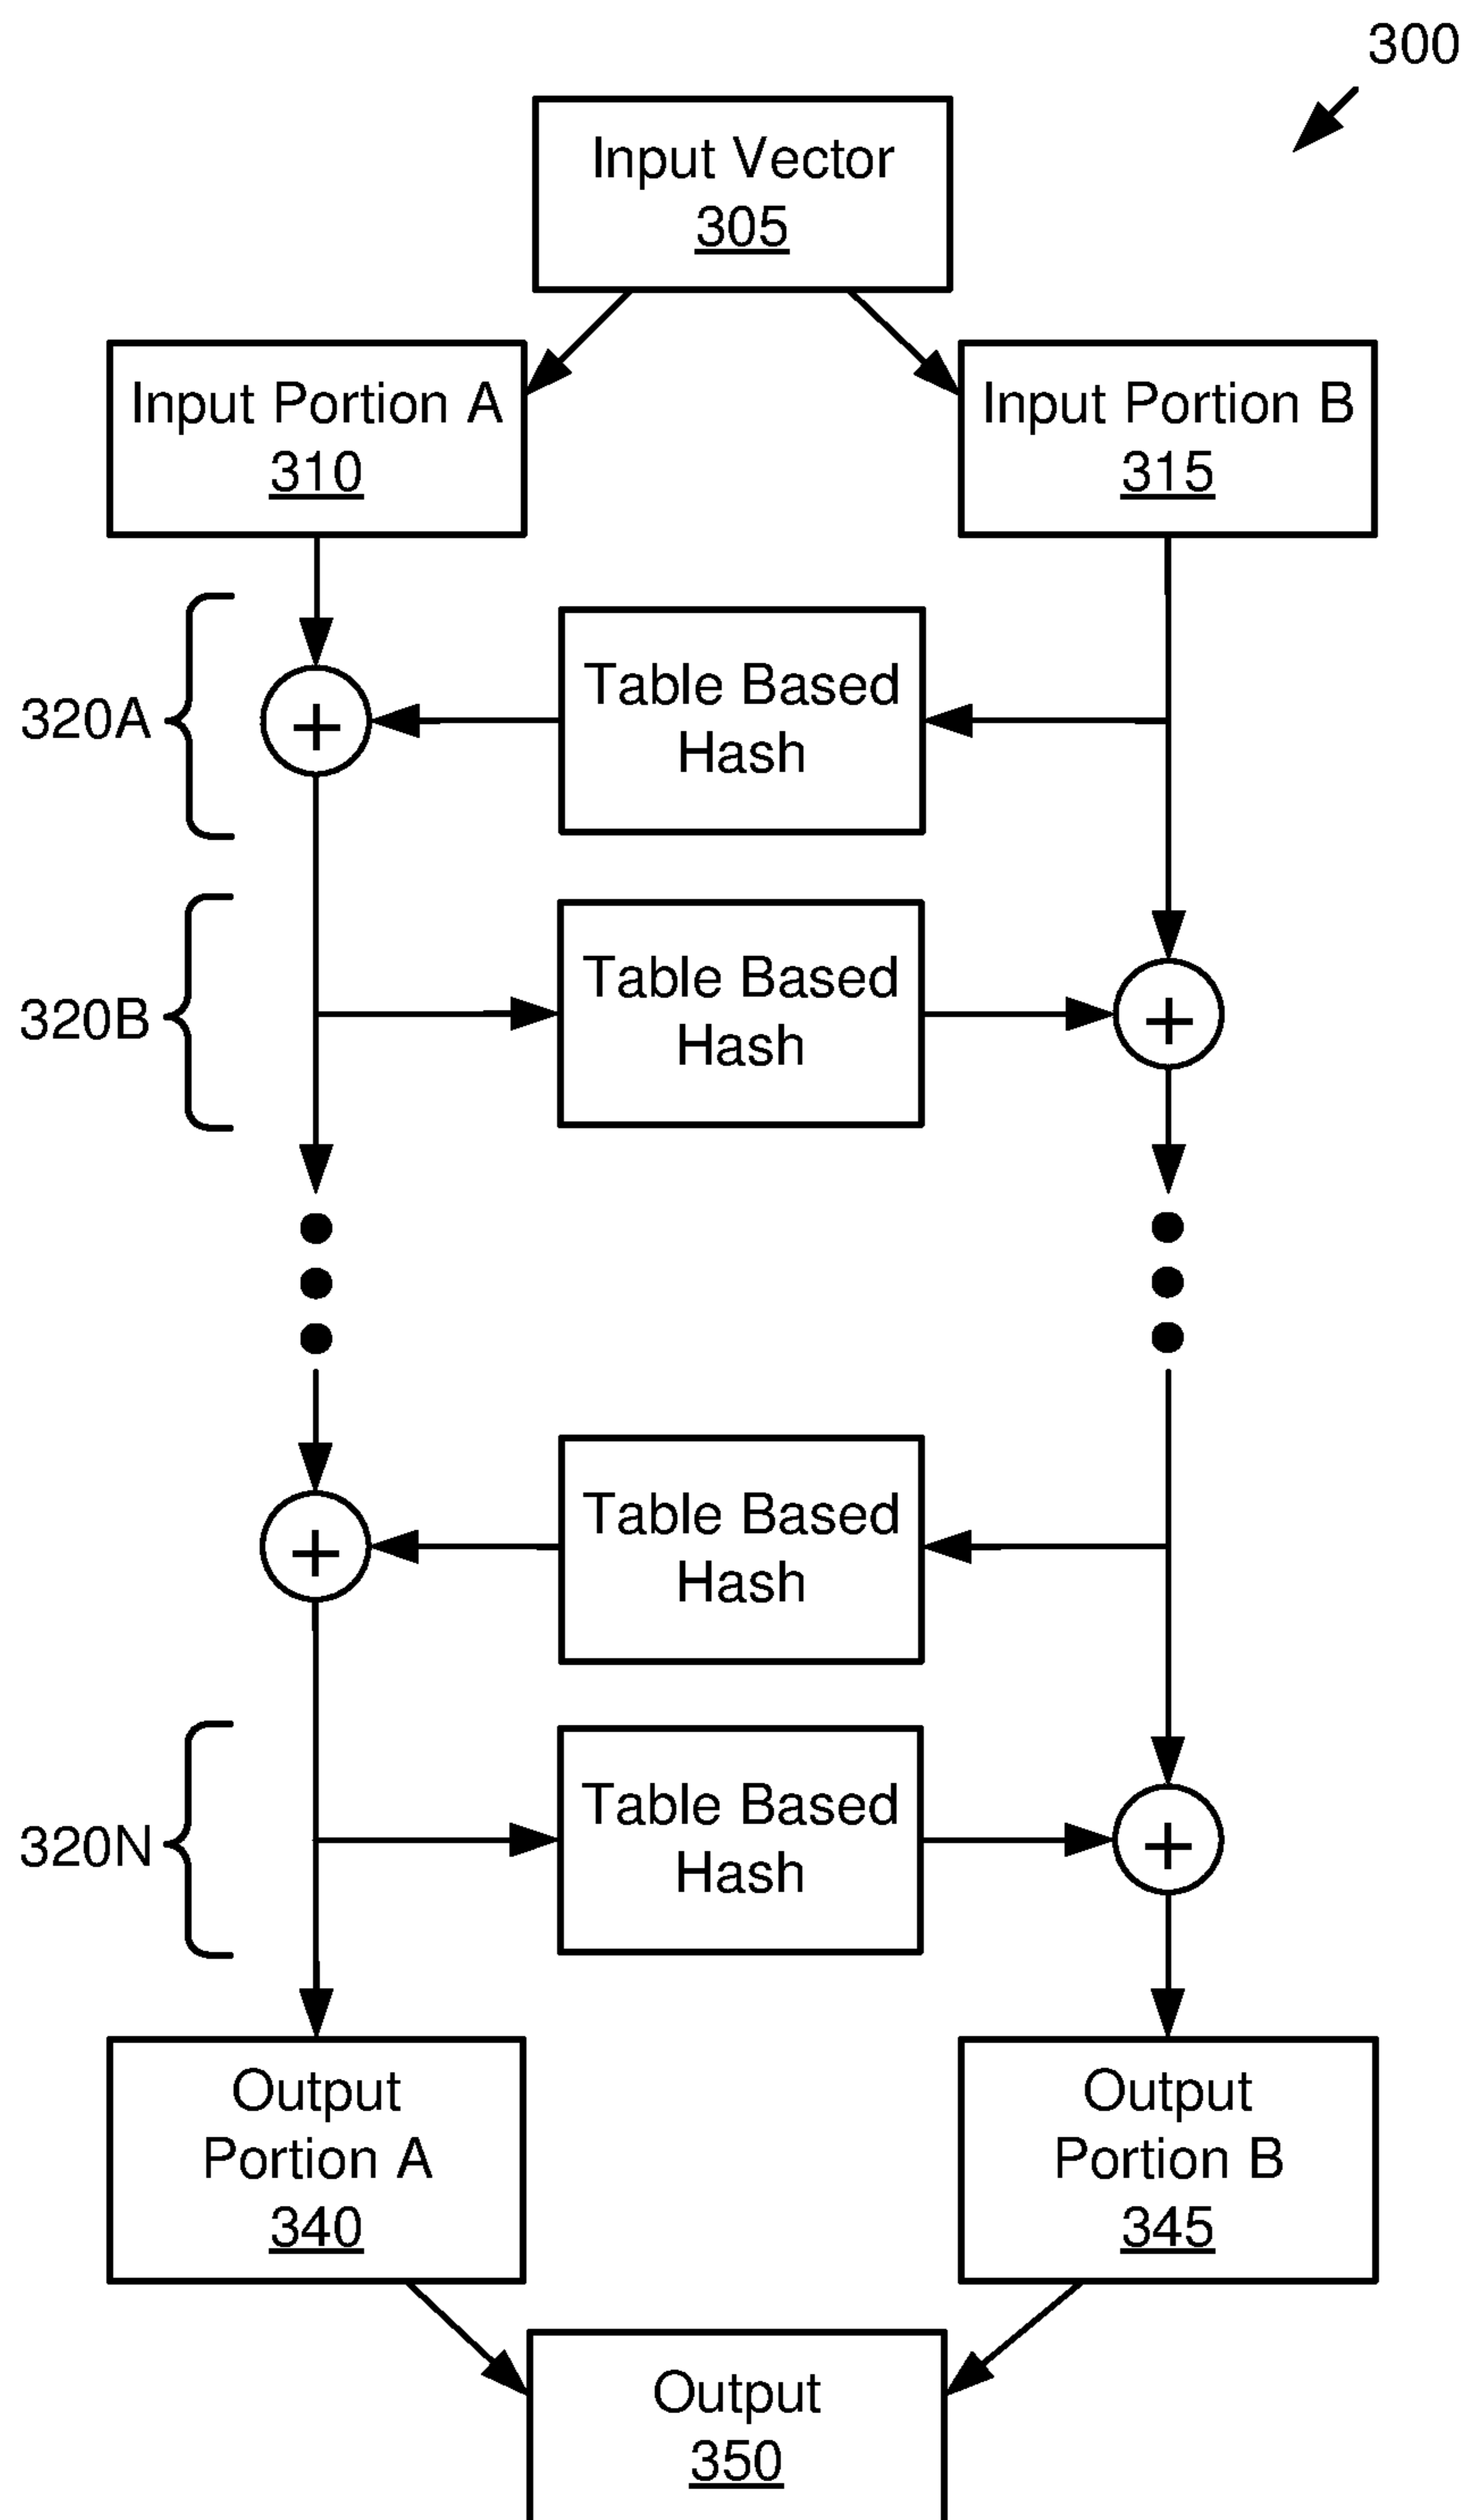 300
Input Vector
305
Input Portion A
310
Input Portion B
315
320A
+
Table Based
Hash
320B
Table Based
Hash
+
+
Table Based
Hash
320N
Table Based
Hash
+
Output
Portion A
340
Output
Portion B
345
Output
350